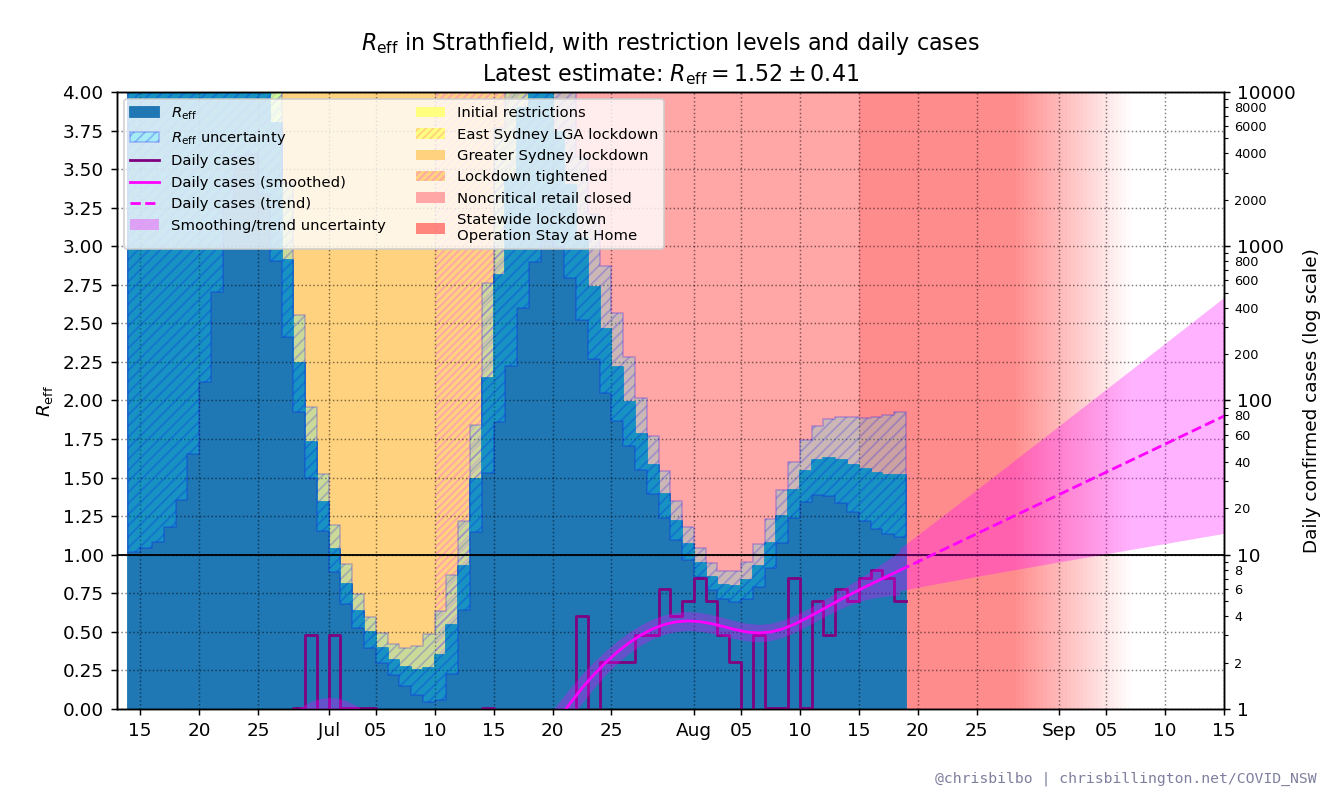 Reff in Strathfield, with restriction levels and daily cases
Latest estimate: Reff = 1.52 ± 0.41
Reff
Reff uncertainty
Daily cases
Daily cases (smoothed)
Daily cases (trend)
Smoothing/trend uncertainty
Initial restrictions
East Sydney LGA lockdown
Greater Sydney lockdown
Lockdown tightened
Noncritical retail closed
Statewide lockdown
Operation Stay at Home
Reff
4.00
3.75
3.50
3.25
3.00
2.75
2.50
2.25
2.00
1.75
1.50
1.25
1.00
0.75
0.50
0.25
0.00
10000
8000
6000
4000
2000
1000
800
600
400
200
100
80
60
40
20
10
8
6
4
2
1
Daily confirmed cases (log scale)
15 20 25 Jul 05 10 15 20 25 Aug 05 10 15 20 25 Sep 05 10 15
@chrisbilbo | chrisbillington.net/COVID_NSW